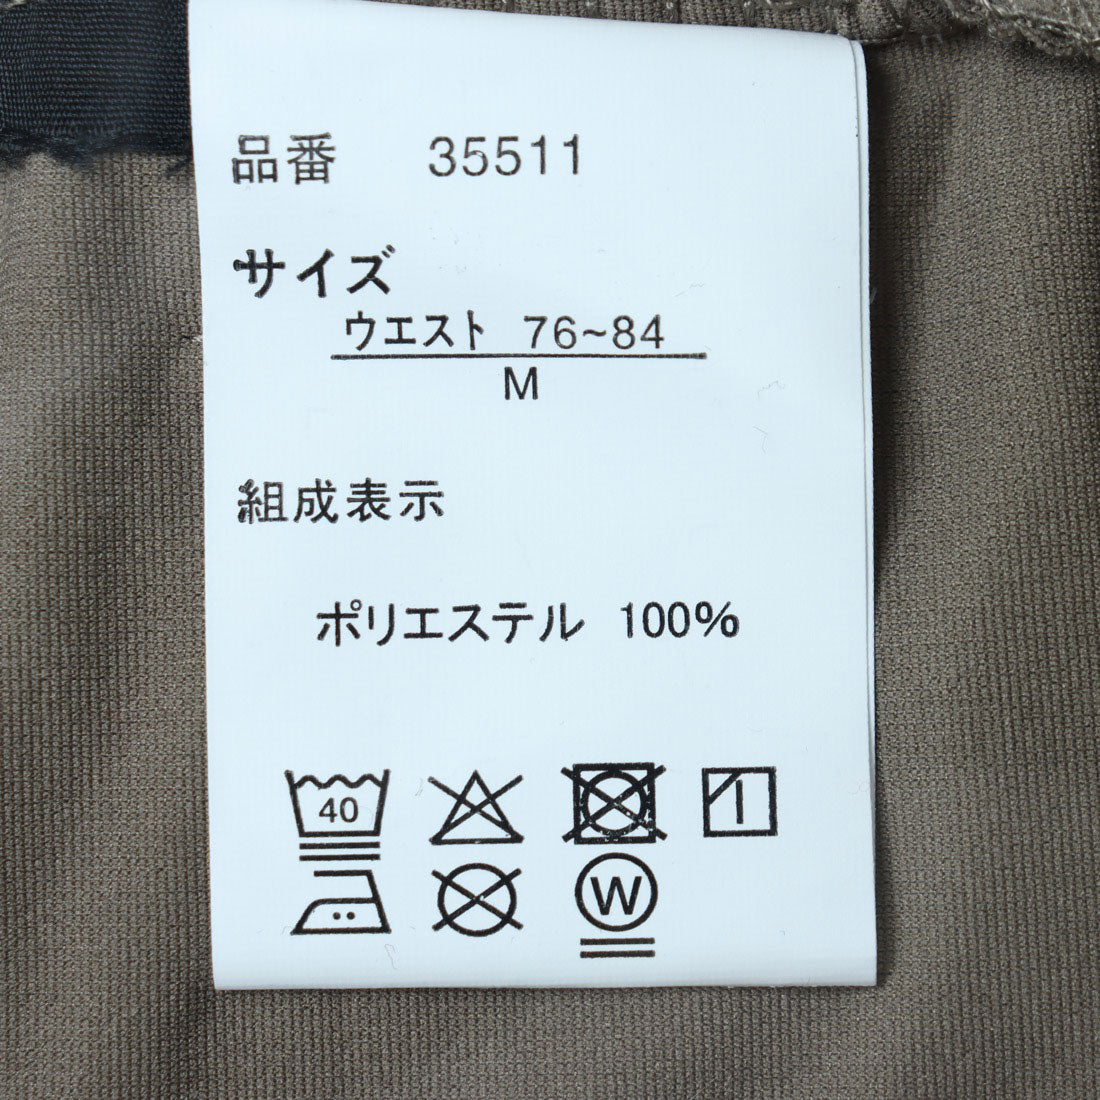 品番 35511
サイズ
ウエスト 76~84
M
組成表示
ポリエステル 100%
40
W